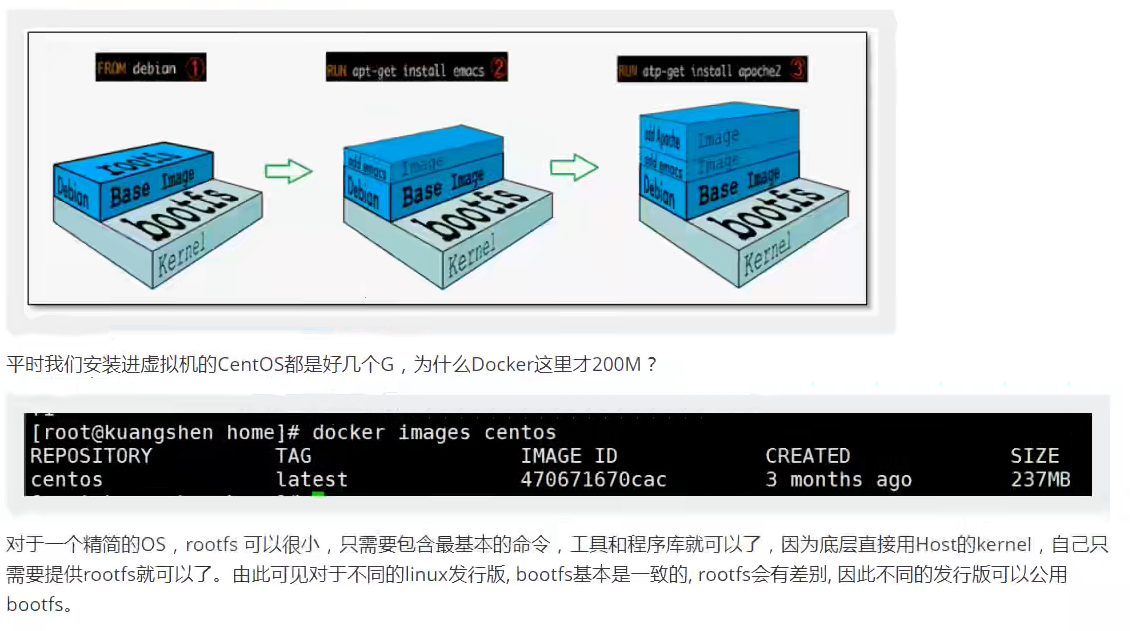 FROM debian ①
RUN apt-get install emacs ②
RUN atp-get install apoche2 ③
rootfs
Debian Base Image
bootfs
Kernel
add emacs Image
Debian Base Image
bootfs
Kernel
add Apache Image
add emacs Image
Debian Base Image
bootfs
Kernel
平时我们安装进虚拟机的CentOS都是好几个G，为什么Docker这里才200M？
[root@kuangshen home]# docker images centos
REPOSITORY TAG IMAGE ID CREATED SIZE
centos latest 470671670cac 3 months ago 237MB
对于一个精简的OS，rootfs 可以很小，只需要包含最基本的命令，工具和程序库就可以了，因为底层直接用Host的kernel，自己只
需要提供rootfs就可以了。由此可见对于不同的linux发行版, bootfs基本是一致的, rootfs会有差别, 因此不同的发行版可以公用
bootfs。